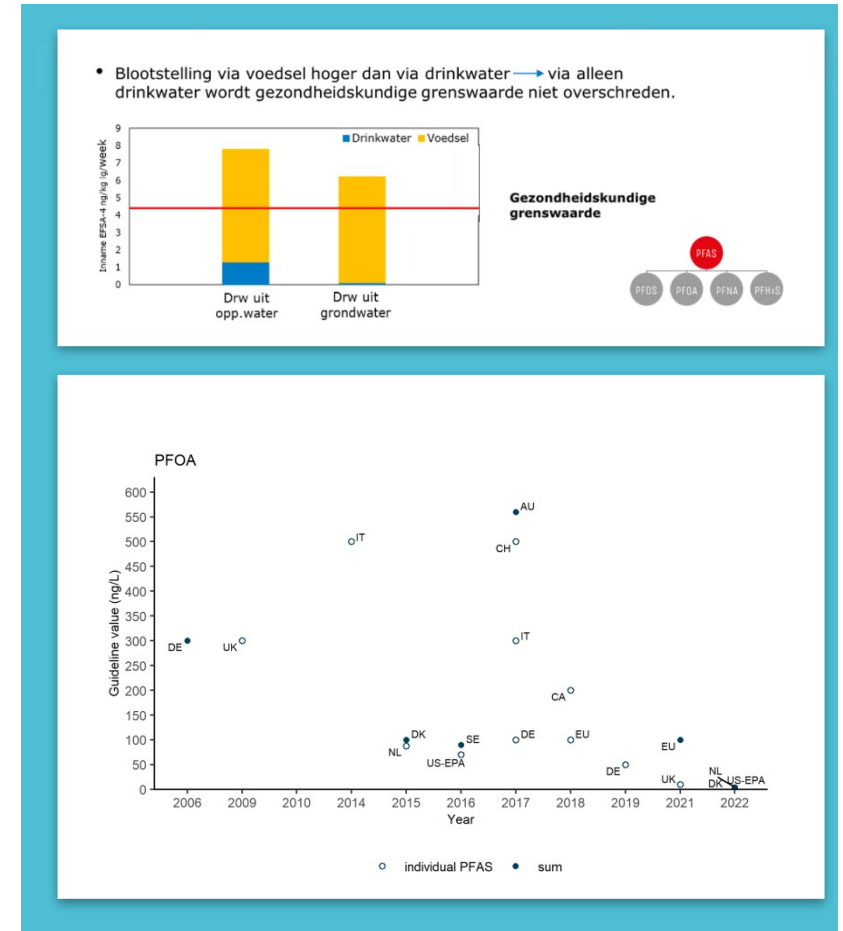 • Blootstelling via voedsel hoger dan via drinkwater → via alleen
drinkwater wordt gezondheidskundige grenswaarde niet overschreden.
Inname EFSA-4 ng/kg lg/week
9
8
7
6
5
4
3
2
1
0
Drinkwater Voedsel
Drw uit
opp.water
Drw uit
grondwater
Gezondheidskundige
grenswaarde
PFAS
PFOS PFOA PFNA PFHxS
PFOA
Guideline value (ng/L)
600
550
500
450
400
350
300
250
200
150
100
50
0
DE
UK
IT
NL
DK
US-EPA
SE
AU
CH
IT
DE
CA
EU
DE
EU
UK
NL
DK
US-EPA
2006 2009 2010 2014 2015 2016 2017 2018 2019 2021 2022
Year
individual PFAS sum